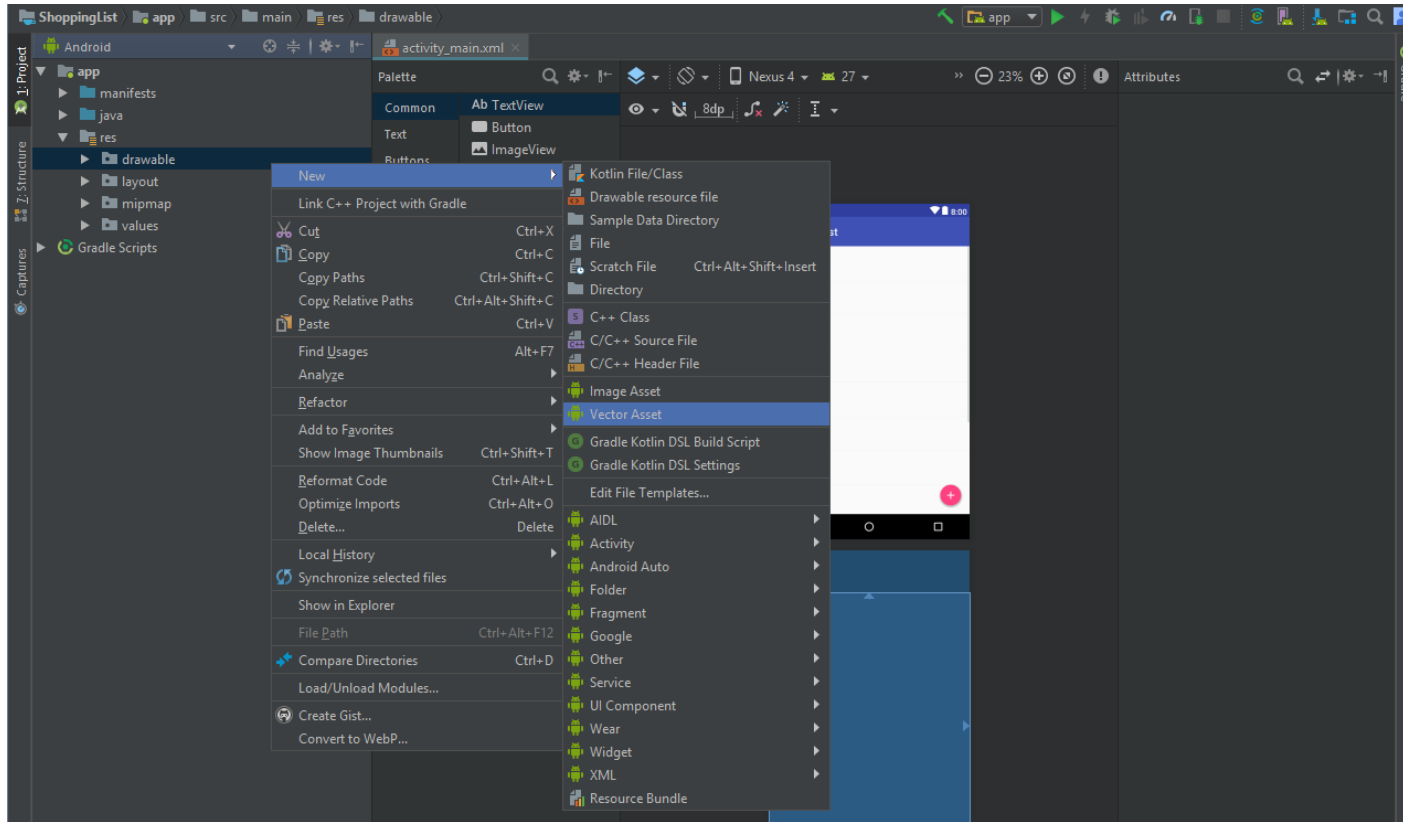 ShoppingList app src main res drawable
app
Android
activity_main.xml
1: Project
Z: Structure
Captures
app
manifests
java
res
drawable
layout
mipmap
values
Gradle Scripts
Palette
Nexus 4 27
23%
Attributes
Common
Text
Buttons
Ab TextView
Button
ImageView
8dp
8:00
st
New
Link C++ Project with Gradle
Cut Ctrl+X
Copy Ctrl+C
Copy Paths Ctrl+Shift+C
Copy Relative Paths Ctrl+Alt+Shift+C
Paste Ctrl+V
Find Usages Alt+F7
Analyze
Refactor
Add to Favorites
Show Image Thumbnails Ctrl+Shift+T
Reformat Code Ctrl+Alt+L
Optimize Imports Ctrl+Alt+O
Delete... Delete
Local History
Synchronize selected files
Show in Explorer
File Path Ctrl+Alt+F12
Compare Directories Ctrl+D
Load/Unload Modules...
Create Gist...
Convert to WebP...
Kotlin File/Class
Drawable resource file
Sample Data Directory
File
Scratch File Ctrl+Alt+Shift+Insert
Directory
C++ Class
C/C++ Source File
C/C++ Header File
Image Asset
Vector Asset
Gradle Kotlin DSL Build Script
Gradle Kotlin DSL Settings
Edit File Templates...
AIDL
Activity
Android Auto
Folder
Fragment
Google
Other
Service
UI Component
Wear
Widget
XML
Resource Bundle